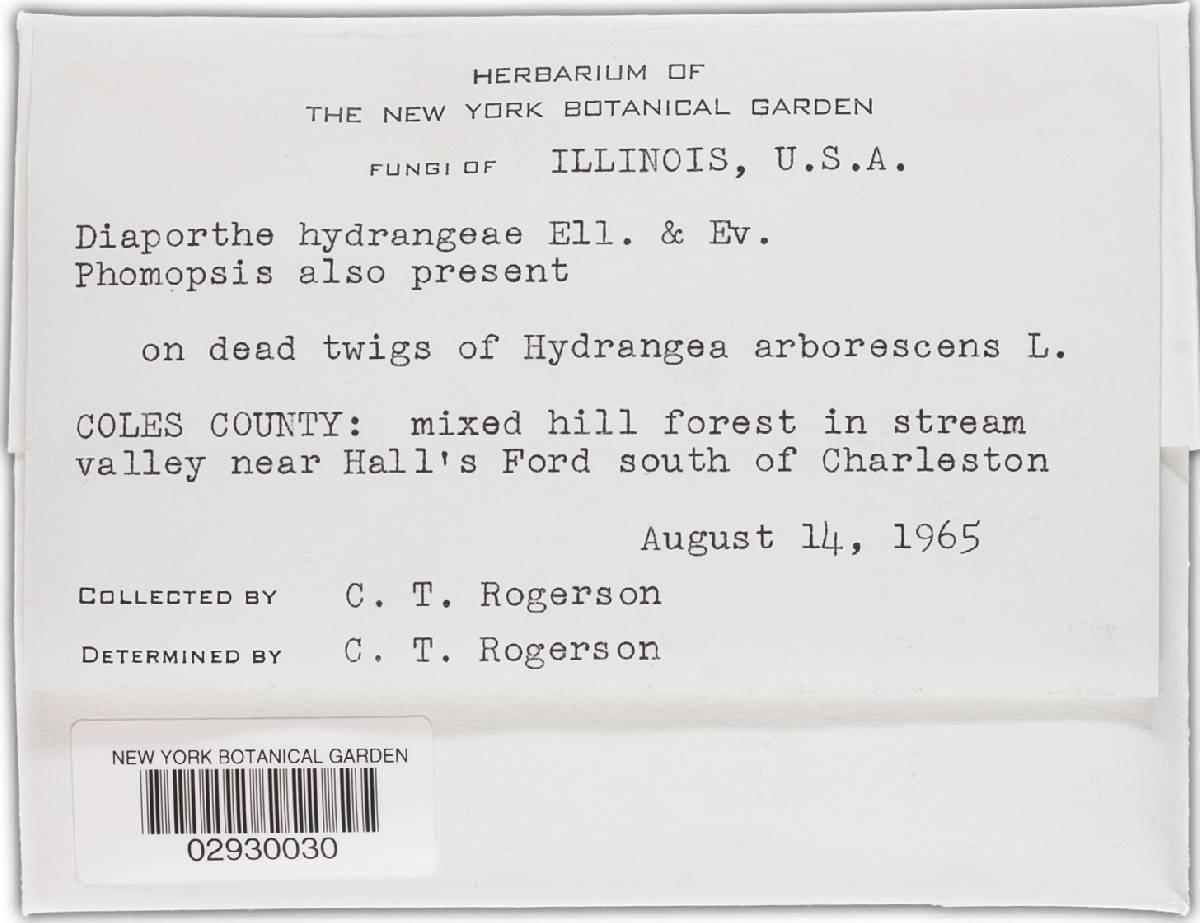 HERBARIUM OF
THE NEW YORK BOTANICAL GARDEN
FUNGI OF ILLINOIS, U.S.A.
Diaporthe hydrangeae Ell. & Ev.
Phomopsis also present
on dead twigs of Hydrangea arborescens L.
COLES COUNTY: mixed hill forest in stream
valley near Hall's Ford south of Charleston
August 14, 1965
COLLECTED BY C. T. Rogerson
DETERMINED BY C. T. Rogerson
NEW YORK BOTANICAL GARDEN
02930030